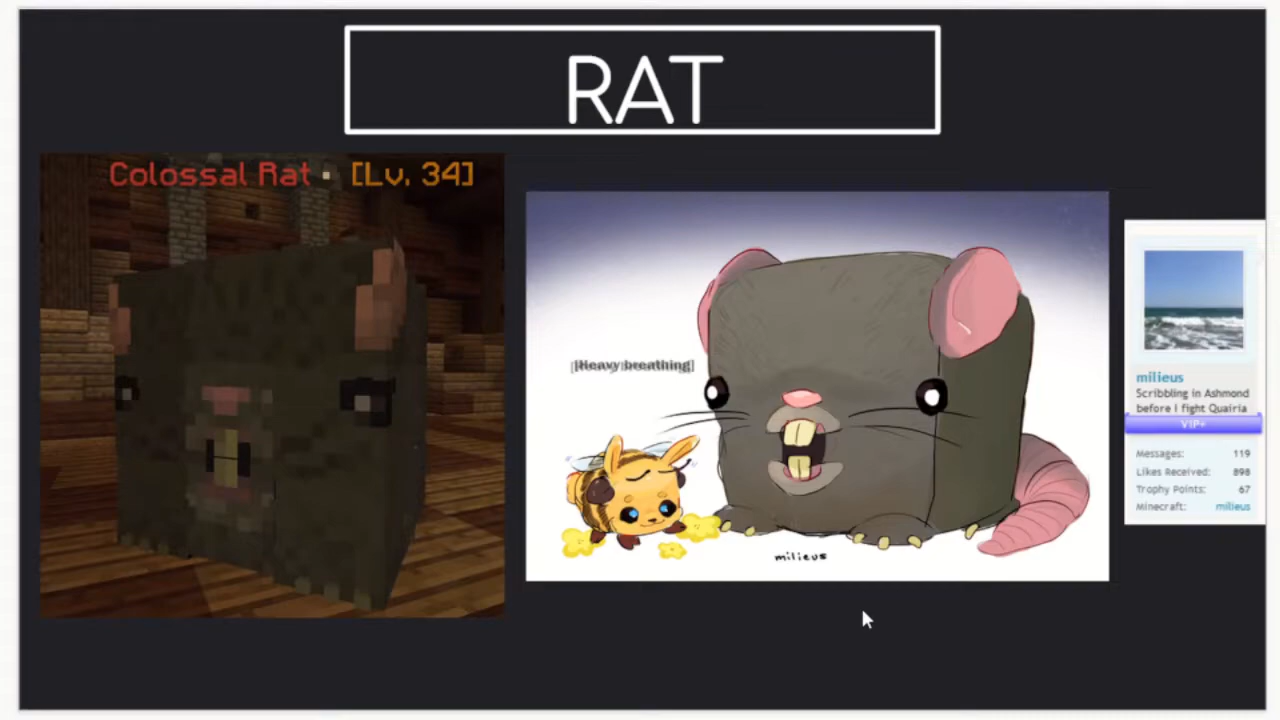 RAT
Colossal Rat • [Lv. 34]
[Heavy breathing]
milieus
milieus
Scribbling in Ashmond
before I fight Quairia
VIP+
Messages: 119
Likes Received: 898
Trophy Points: 67
Minecraft: milieus